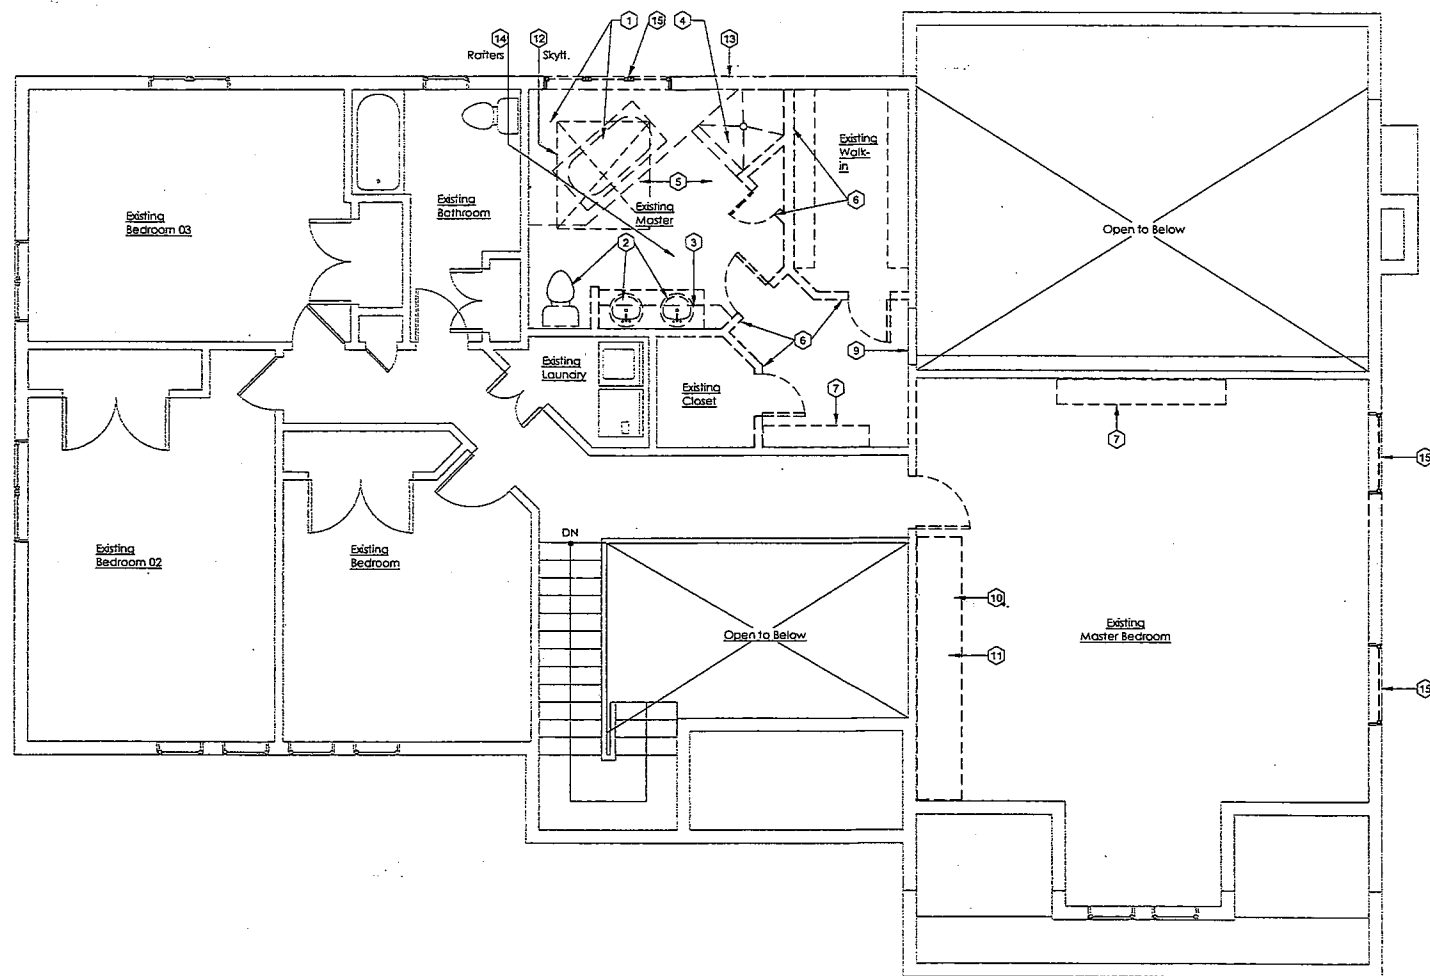 1
15
4
14
12
13
Rafters
Skylt.
Existing
Walk-
in
5
6
Existing
Bathroom
Existing
Master
Existing
Bedroom 03
Open to Below
2
3
6
9
Existing
Laundry
Existing
Closet
7
7
15
DN
Existing
Bedroom 02
Existing
Bedroom
10
Existing
Master Bedroom
Open to Below
11
15